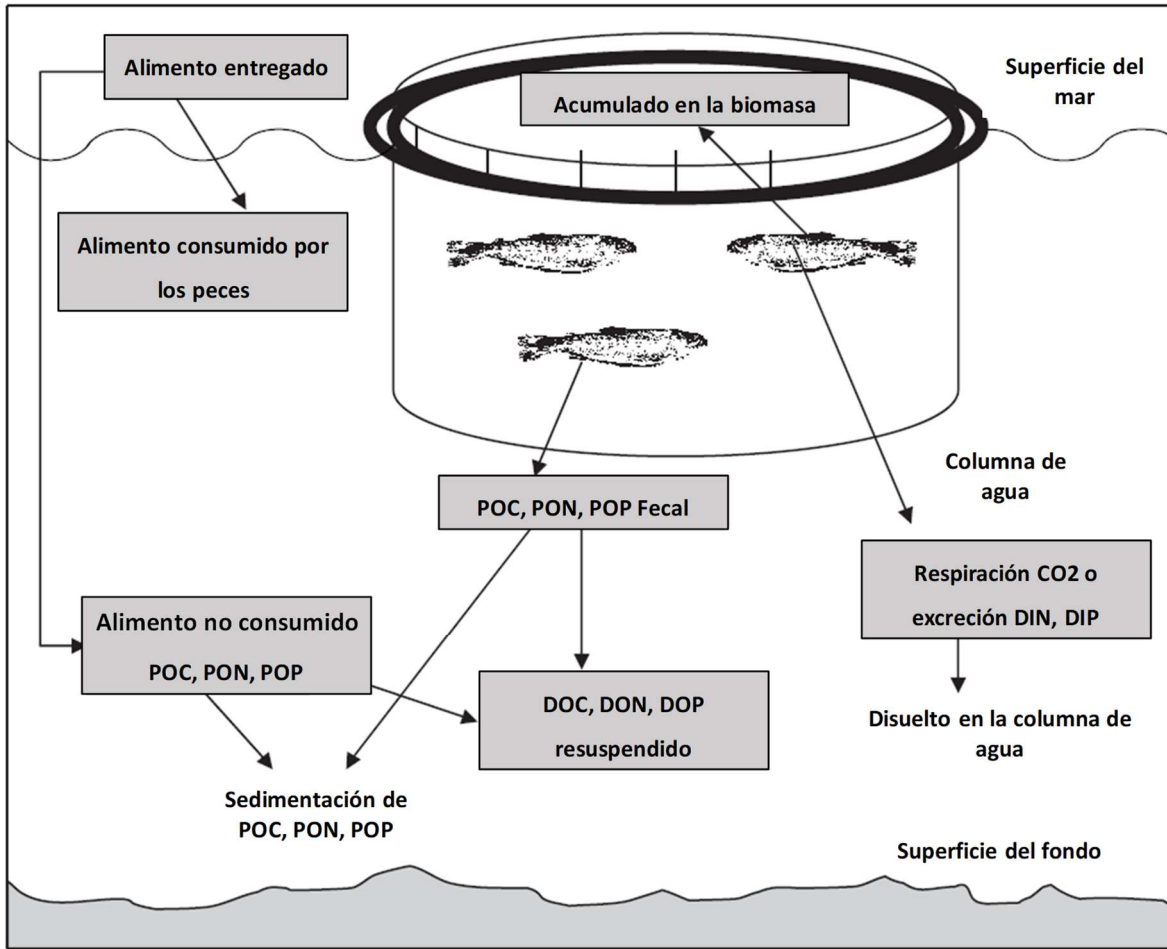 Alimento entregado
Superficie del
mar
Acumulado en la biomasa
Alimento consumido por
los peces
Columna de
agua
POC, PON, POP Fecal
Respiración CO2 o
excreción DIN, DIP
Alimento no consumido
POC, PON, POP
DOC, DON, DOP
resuspendido
Disuelto en la columna de
agua
Sedimentación de
POC, PON, POP
Superficie del fondo